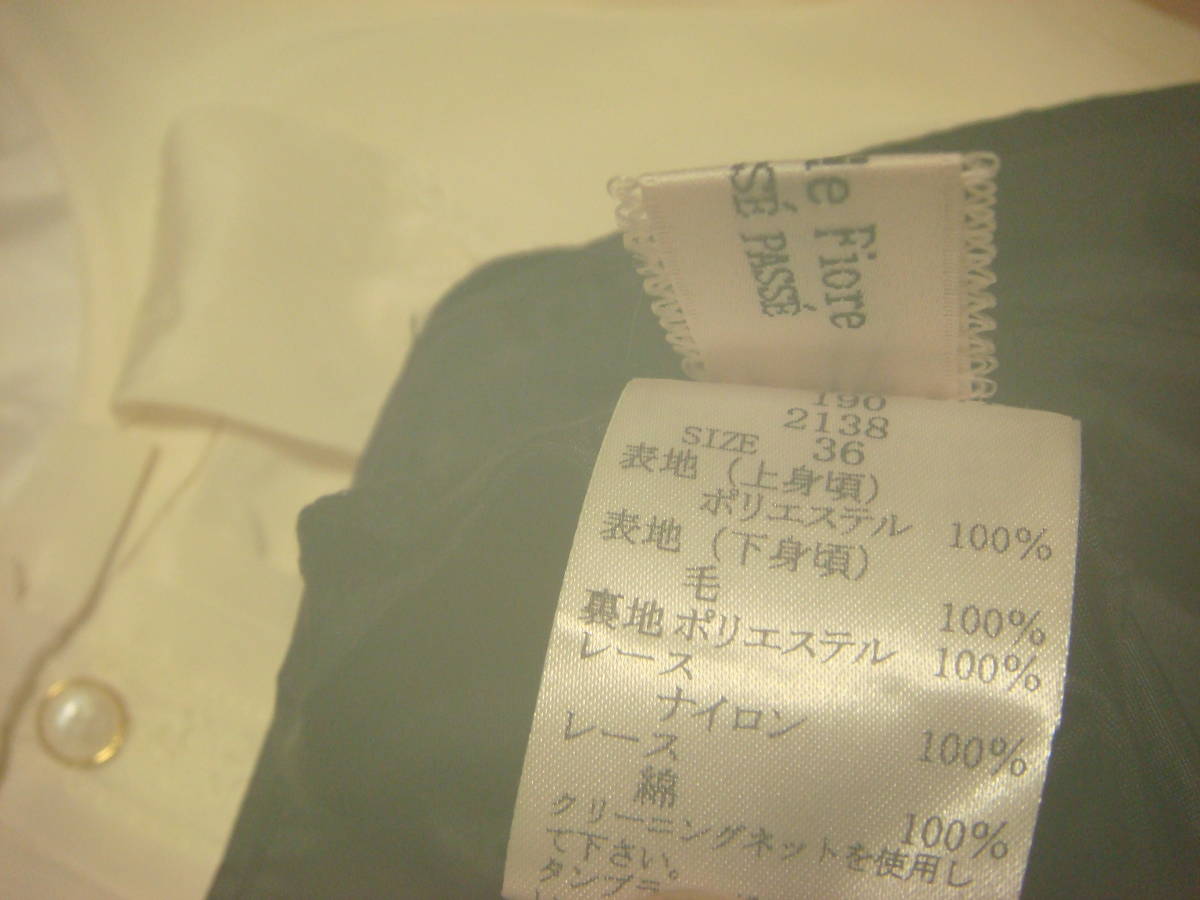 le Fiore
SÉ PASSÉ
190
2138
SIZE 36
表地（上身頃）
ポリエステル 100%
表地（下身頃）
毛 100%
裏地 ポリエステル 100%
レース
ナイロン 100%
レース
綿 100%
クリーニングネットを使用し
て下さい。